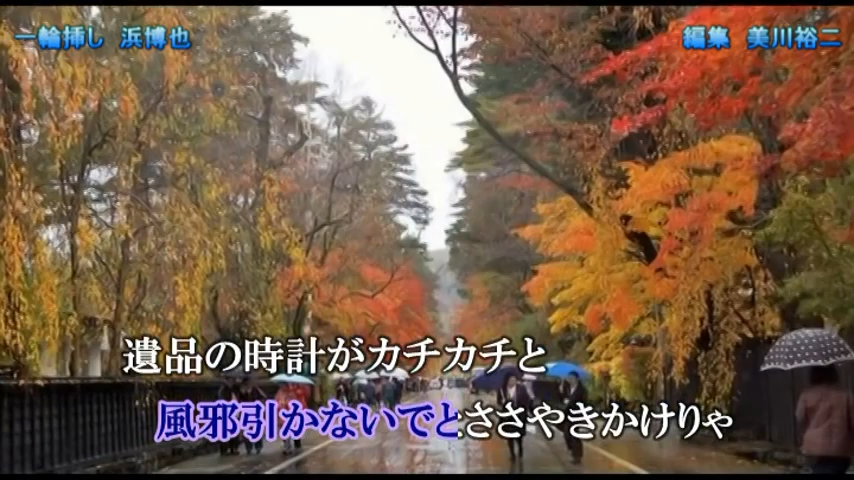 一輪挿し 浜博也
編集 美川裕二
遺品の時計がカチカチと
風邪引かないでとささやきかけりゃ